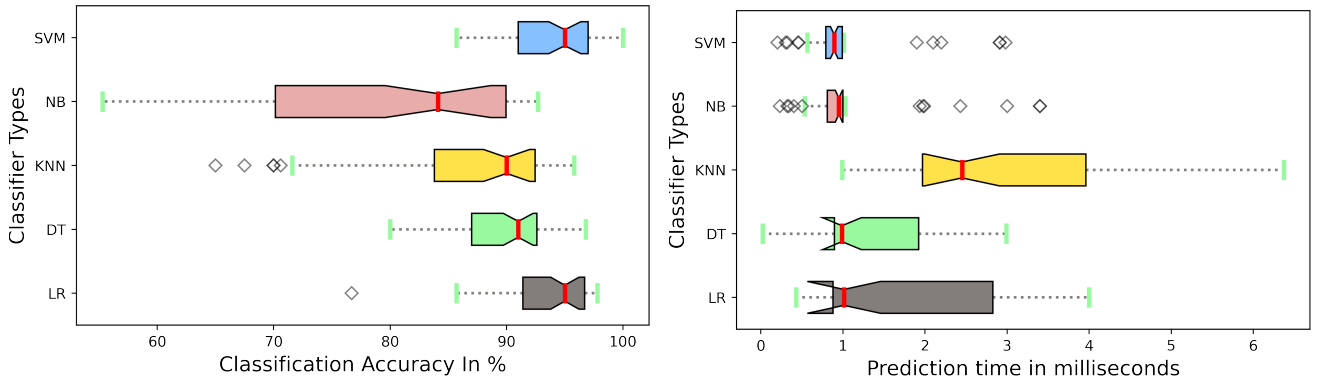 Classifier Types
SVM
NB
KNN
DT
LR
60 70 80 90 100
Classification Accuracy In %
Classifier Types
SVM
NB
KNN
DT
LR
0 1 2 3 4 5 6
Prediction time in milliseconds